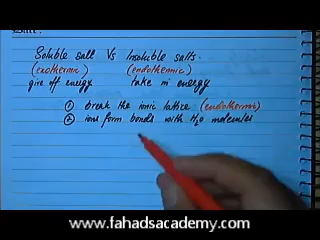 Soluble salt Vs Insoluble salts.
(exothermic) (endothermic)
give off energy take in energy
① break the ionic lattice (endothermic)
② ions form bonds with H₂O molecules
www.fahadsacademy.com